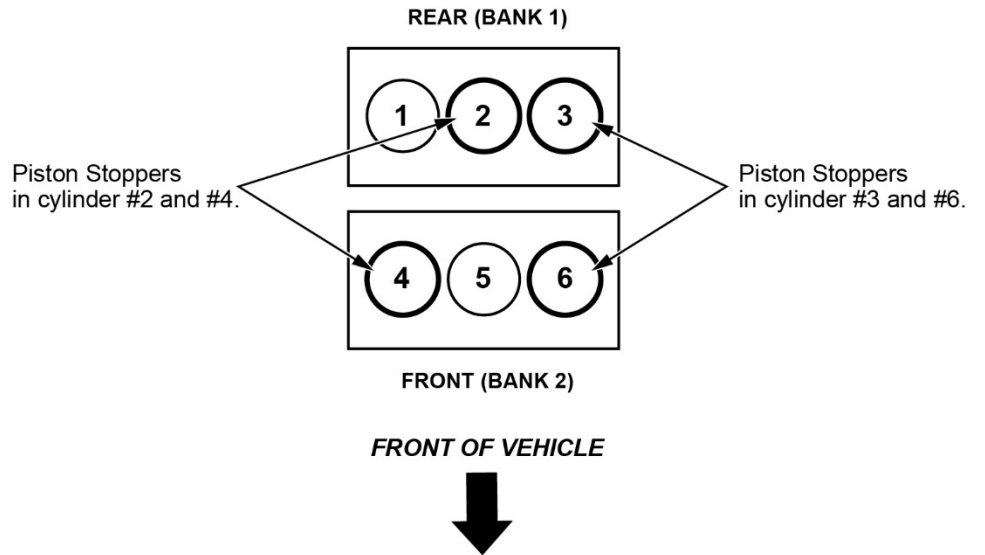 REAR (BANK 1)
1 2 3
Piston Stoppers
in cylinder #2 and #4.
Piston Stoppers
in cylinder #3 and #6.
4 5 6
FRONT (BANK 2)
FRONT OF VEHICLE